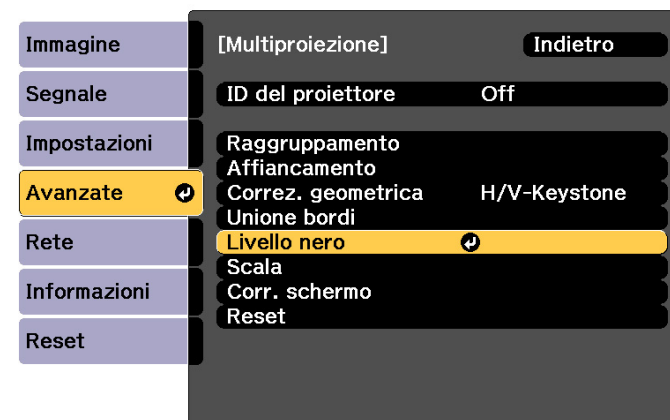 Immagine
Segnale
Impostazioni
Avanzate
Rete
Informazioni
Reset
[Multiproiezione] Indietro
ID del proiettore Off
Raggruppamento
Affiancamento
Correz. geometrica H/V-Keystone
Unione bordi
Livello nero
Scala
Corr. schermo
Reset